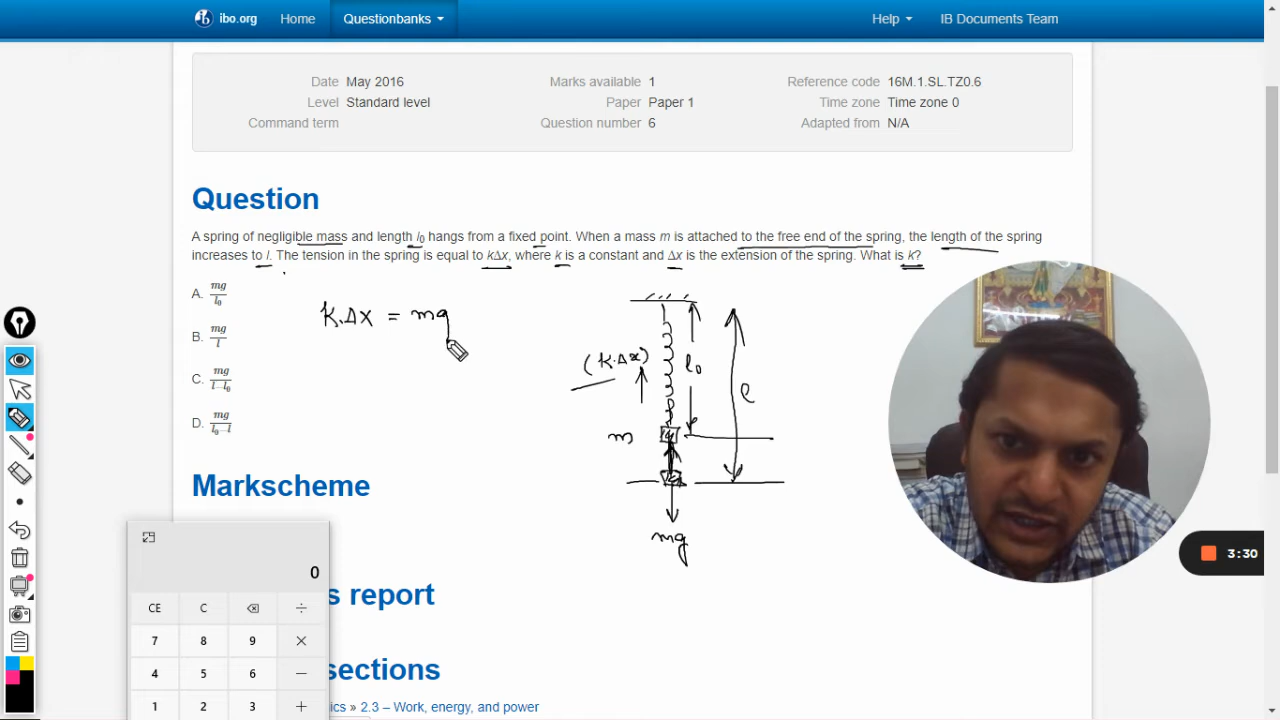 ibo.org Home Questionbanks Help IB Documents Team
Date May 2016 Marks available 1 Reference code 16M.1.SL.TZ0.6
Level Standard level Paper Paper 1 Time zone Time zone 0
Command term Question number 6 Adapted from N/A
Question
A spring of negligible mass and length l₀ hangs from a fixed point. When a mass m is attached to the free end of the spring, the length of the spring
increases to l. The tension in the spring is equal to kΔx, where k is a constant and Δx is the extension of the spring. What is k?
A. mg/l₀
B. mg/l
C. mg/l–l₀
D. mg/l₀–l
K.Δx = mg
(K.Δx)
l₀
l
m
mg
Markscheme
0
s report
CE C ÷
7 8 9 ×
4 5 6 −
1 2 3 +
sections
ics » 2.3 – Work, energy, and power
3:30